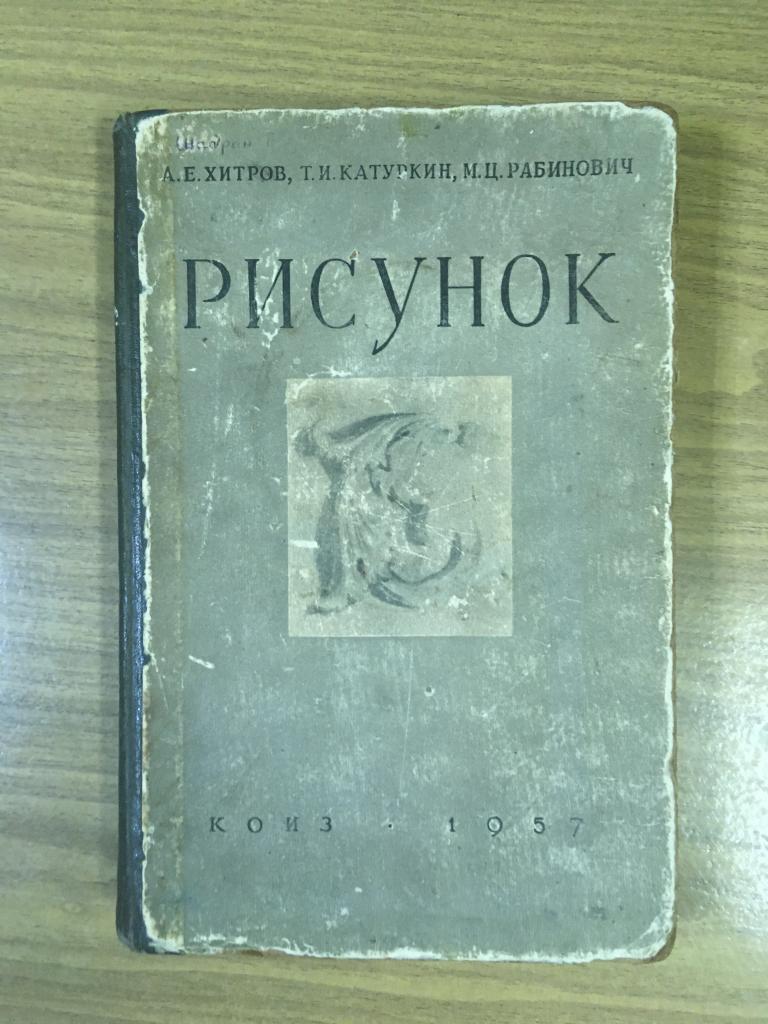 А.Е.ХИТРОВ, Т.И.КАТУРКИН, М.Ц.РАБИНОВИЧ
РИСУНОК
КОИЗ · 1957